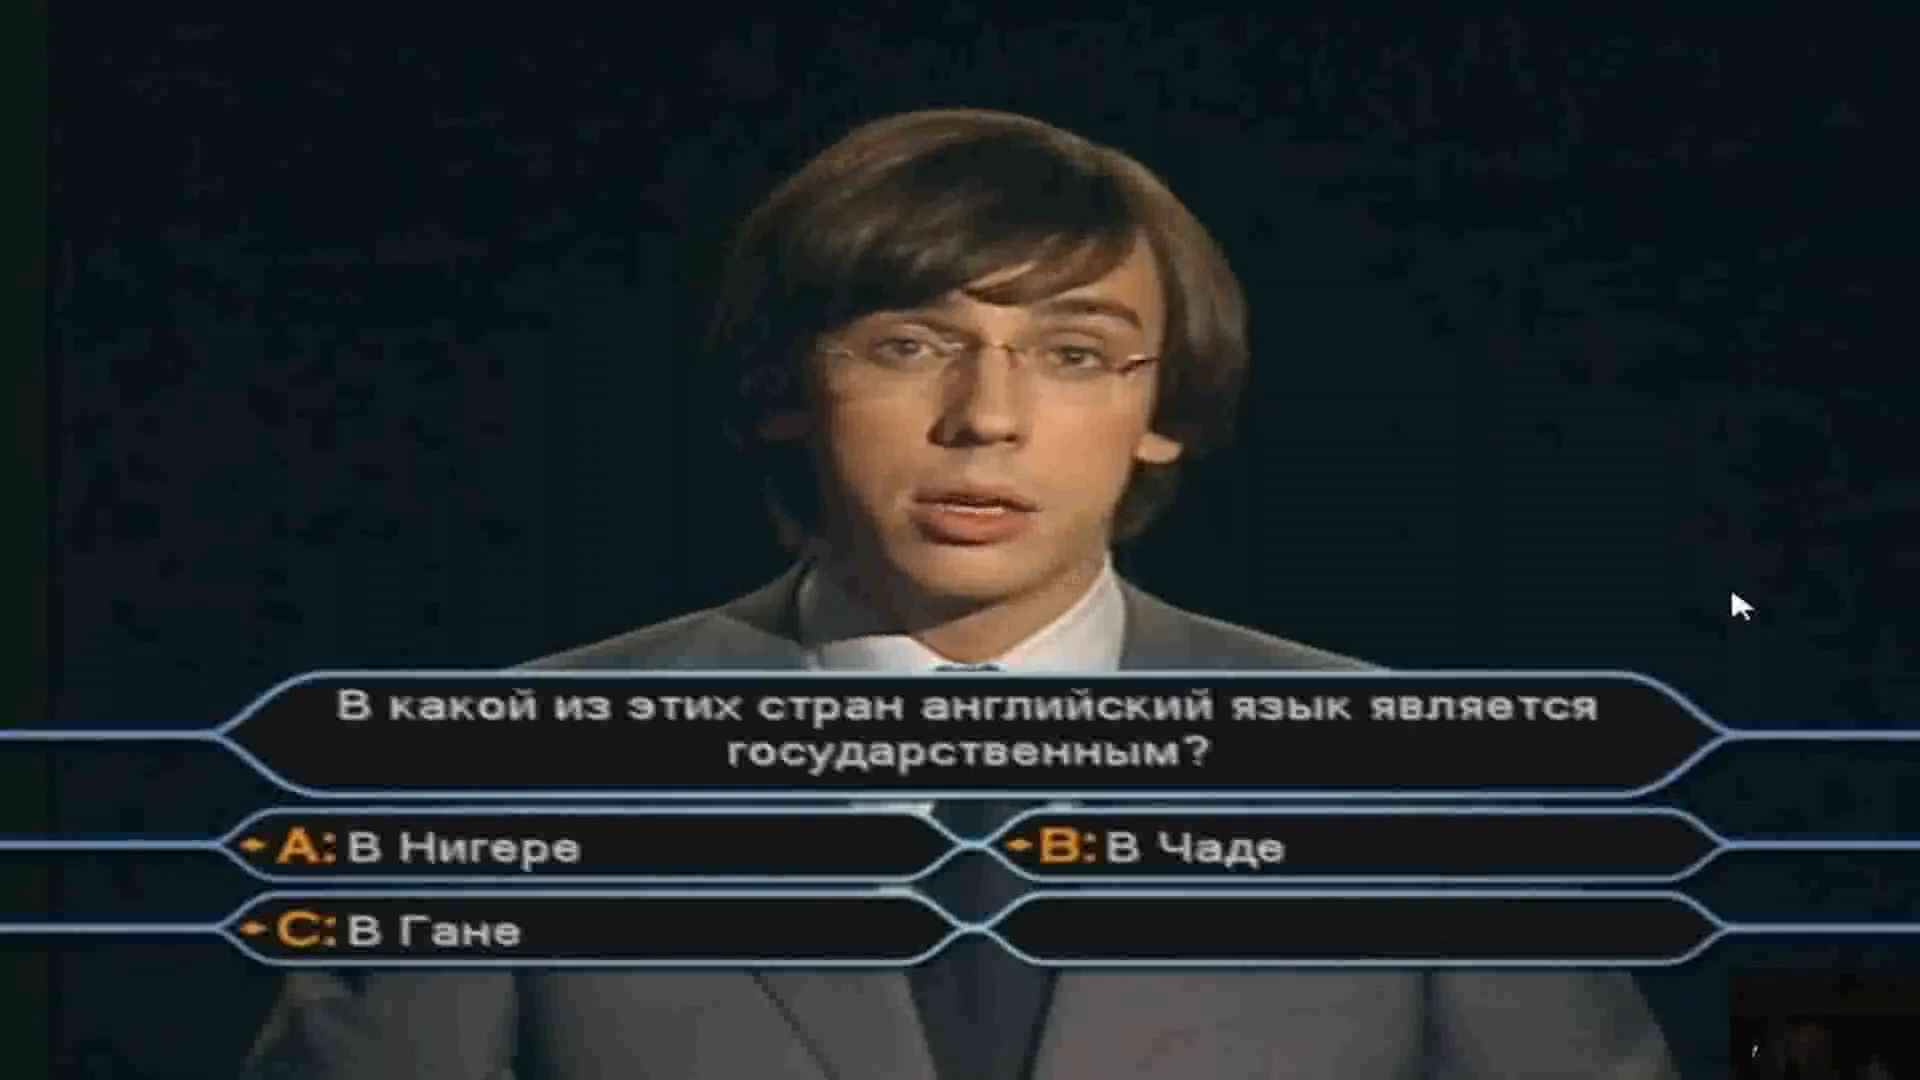 В какой из этих стран английский язык является
государственным?
A: В Нигере
B: В Чаде
C: В Гане